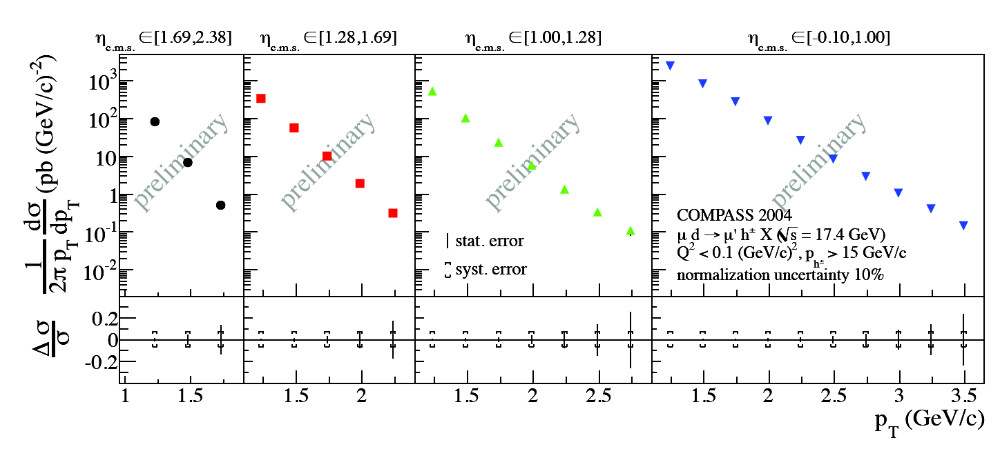 η_c.m.s. ∈[1.69,2.38] η_c.m.s. ∈[1.28,1.69] η_c.m.s. ∈[1.00,1.28] η_c.m.s. ∈[-0.10,1.00]
1/(2π p_T) dσ/dp_T (pb (GeV/c)^-2)
10^3
10^2
10
1
10^-1
10^-2
preliminary preliminary preliminary preliminary
| stat. error
syst. error
COMPASS 2004
μ d → μ' h^± X (√s = 17.4 GeV)
Q^2 < 0.1 (GeV/c)^2, p_h^± > 15 GeV/c
normalization uncertainty 10%
Δσ/σ
0.2
0
-0.2
1 1.5 1.5 2 1.5 2 2.5 1.5 2 2.5 3 3.5
p_T (GeV/c)